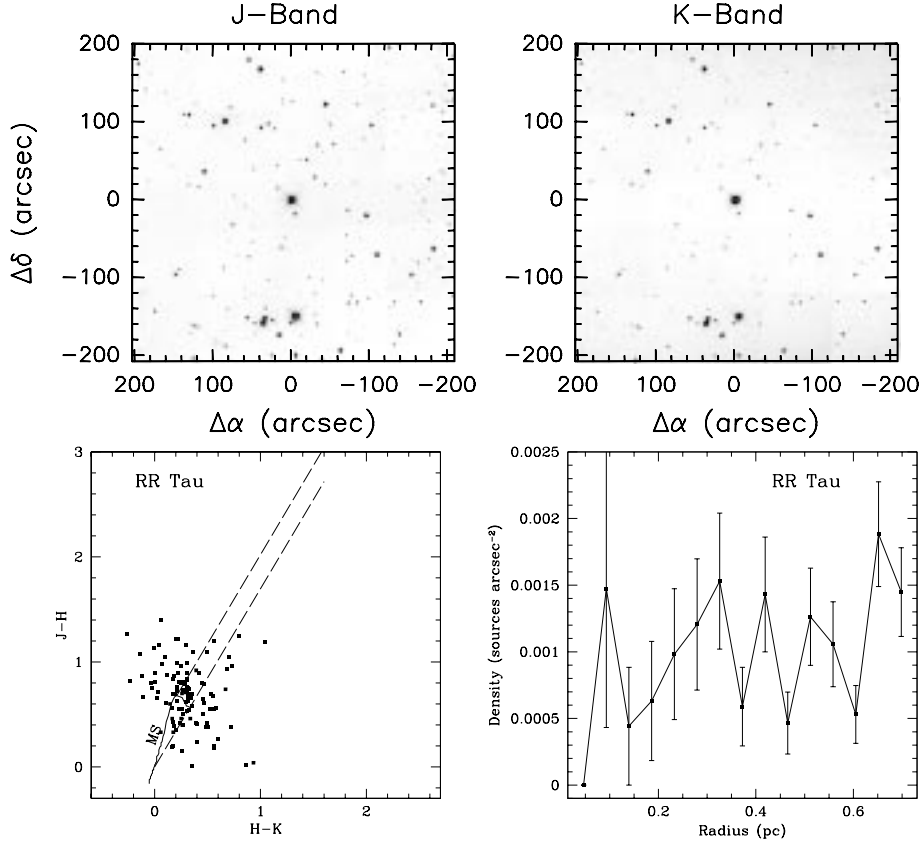 J-Band
K-Band
200
100
0
-100
-200
Δδ (arcsec)
200 100 0 -100 -200
Δα (arcsec)
200
100
0
-100
-200
200 100 0 -100 -200
Δα (arcsec)
RR Tau
3
2
1
0
J-H
MS
0 1 2
H-K
RR Tau
0.0025
0.002
0.0015
0.001
0.0005
0
Density (sources arcsec⁻²)
0.2 0.4 0.6
Radius (pc)